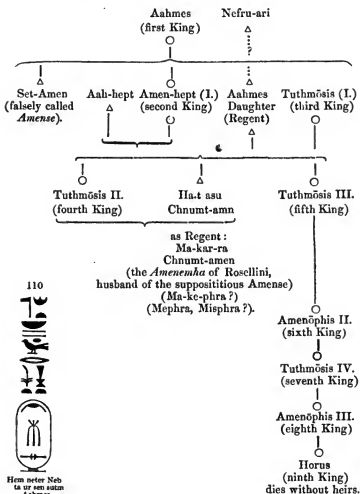 Aahmes Nefru-ari
(first King)
?
Set-Amen Aah-hept Amen-hept (I.) Aahmes Tuthmōsis (I.)
(falsely called (second King) Daughter (third King)
Amense). (Regent)
Tuthmōsis II. Ha.t asu Tuthmōsis III.
(fourth King) Chnumt-amn (fifth King)
as Regent:
Ma-kar-ra
Chnumt-amen
(the Amenemha of Rosellini,
husband of the supposititious Amense)
(Ma-ke-phra?)
(Mephra, Misphra?).
110
Amenōphis II.
(sixth King)
Tuthmōsis IV.
(seventh King)
Amenōphis III.
(eighth King)
Horus
(ninth King)
dies without heirs.
Hem neter Neb
ta ur sen sutm